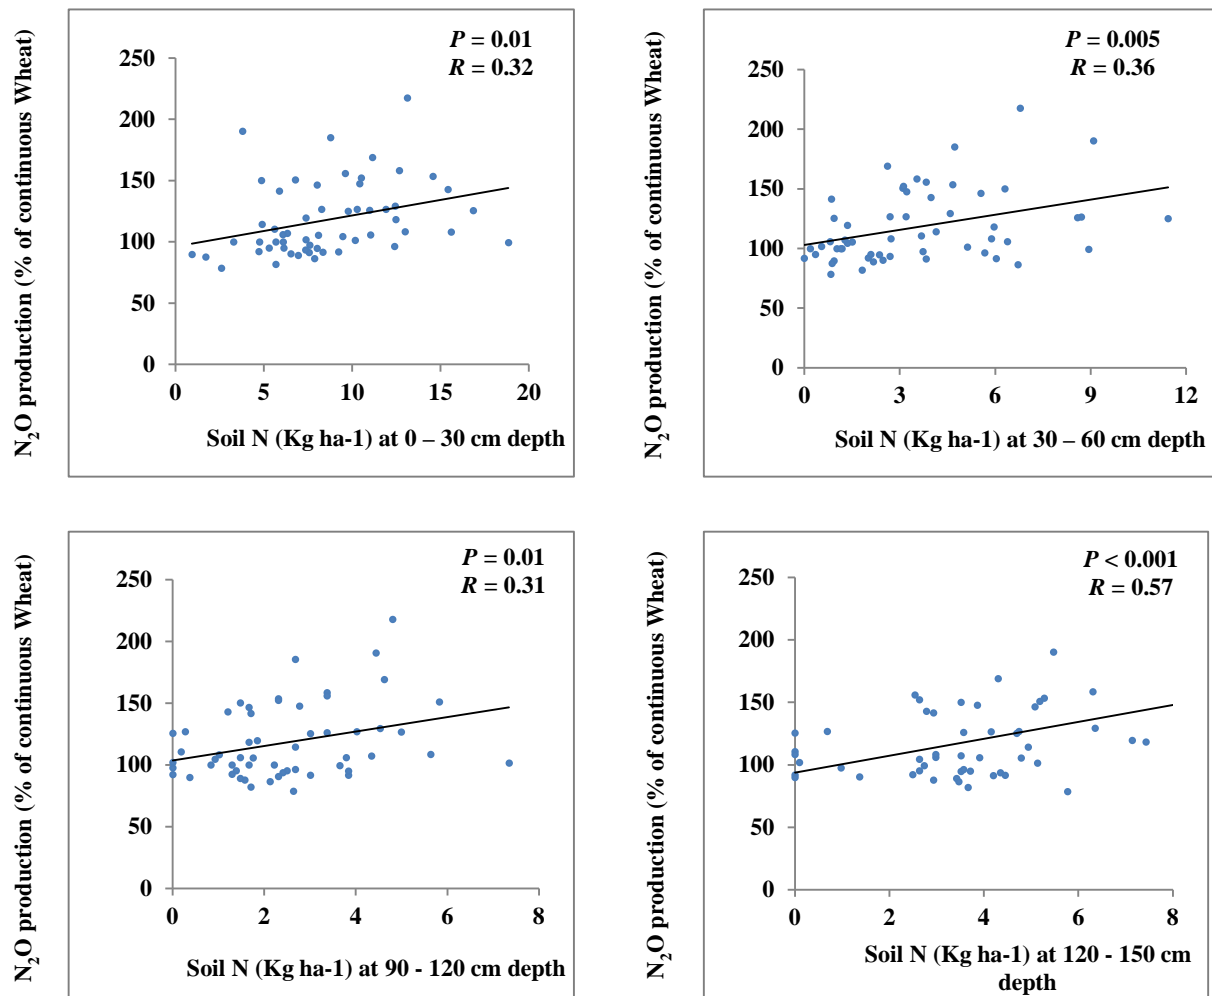 N₂O production (% of continuous Wheat)
P = 0.01
R = 0.32
250
200
150
100
50
0
0 5 10 15 20
Soil N (Kg ha-1) at 0 – 30 cm depth
N₂O production (% of continuous Wheat)
P = 0.005
R = 0.36
250
200
150
100
50
0
0 3 6 9 12
Soil N (Kg ha-1) at 30 – 60 cm depth
N₂O production (% of continuous Wheat)
P = 0.01
R = 0.31
250
200
150
100
50
0
0 2 4 6 8
Soil N (Kg ha-1) at 90 - 120 cm depth
N₂O production (% of continuous Wheat)
P < 0.001
R = 0.57
250
200
150
100
50
0
0 2 4 6 8
Soil N (Kg ha-1) at 120 - 150 cm
depth